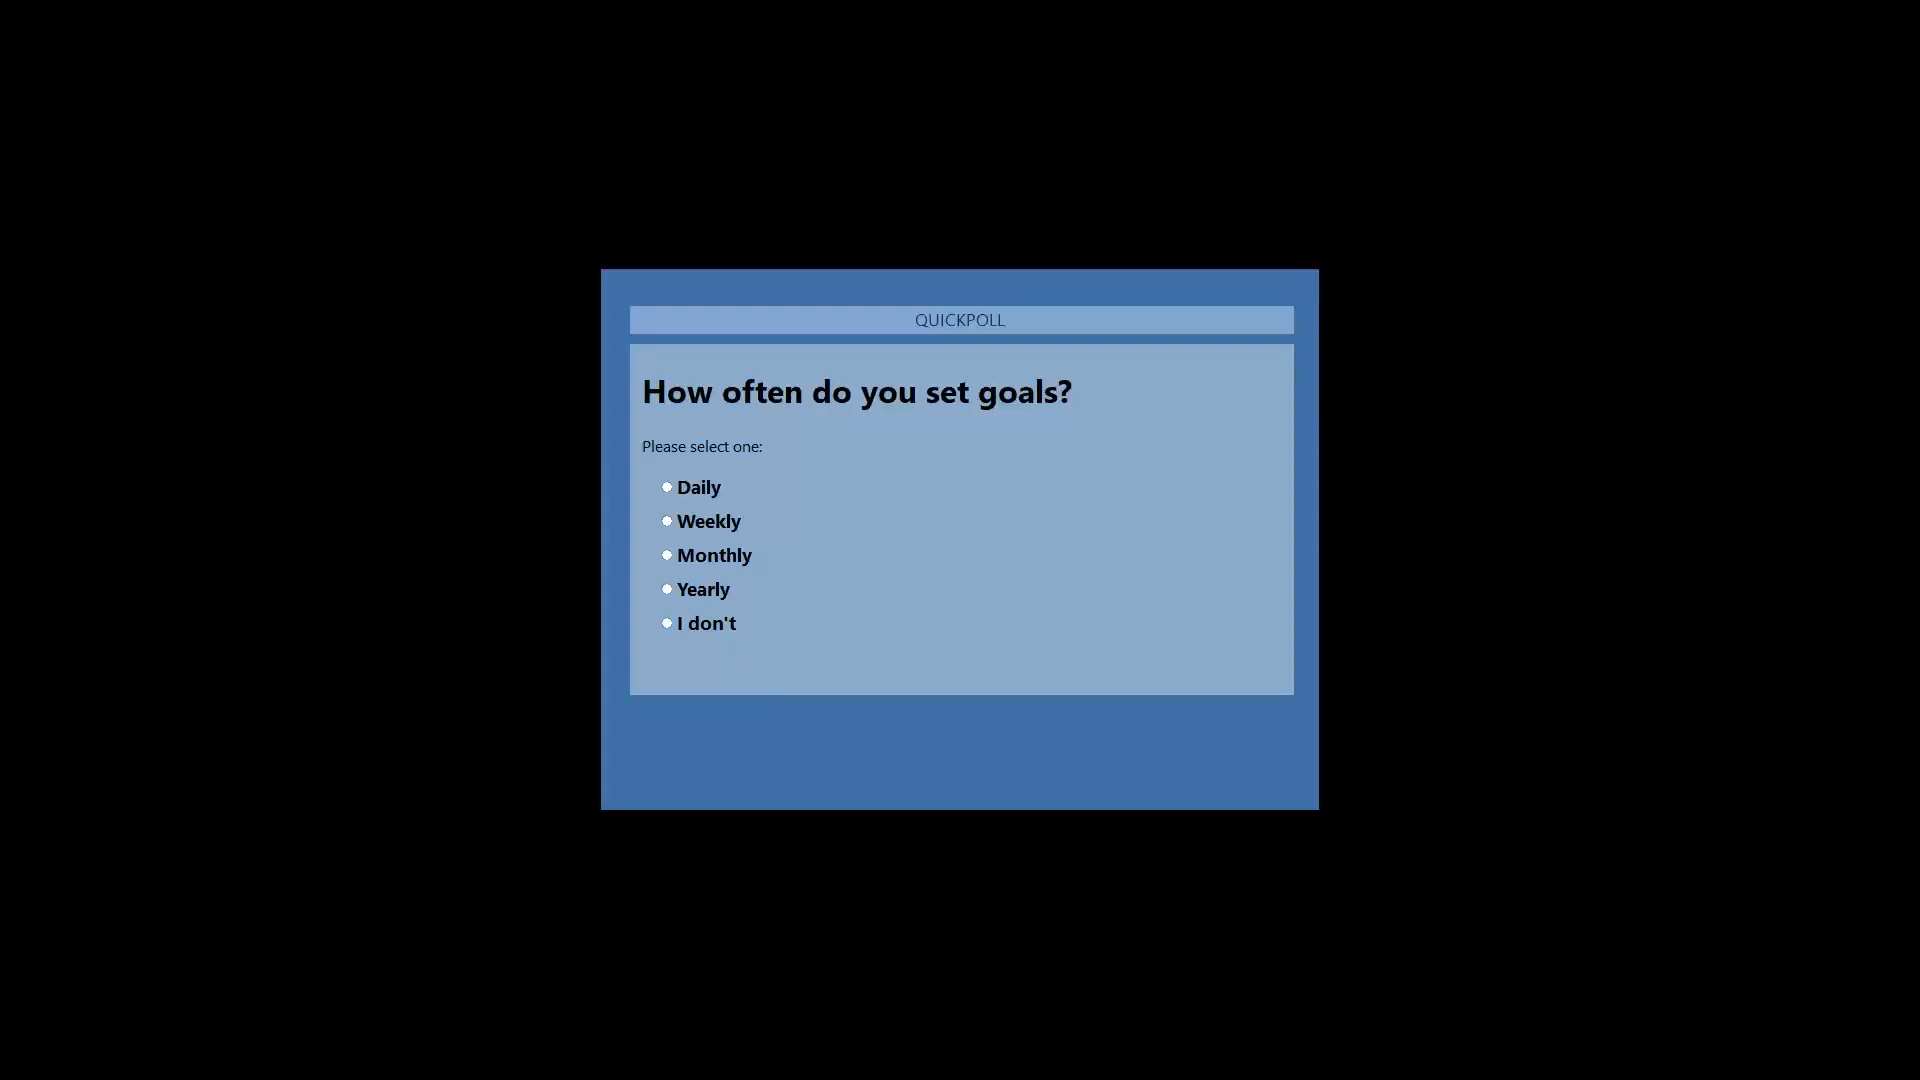 QUICKPOLL
How often do you set goals?
Please select one:
Daily
Weekly
Monthly
Yearly
I don't